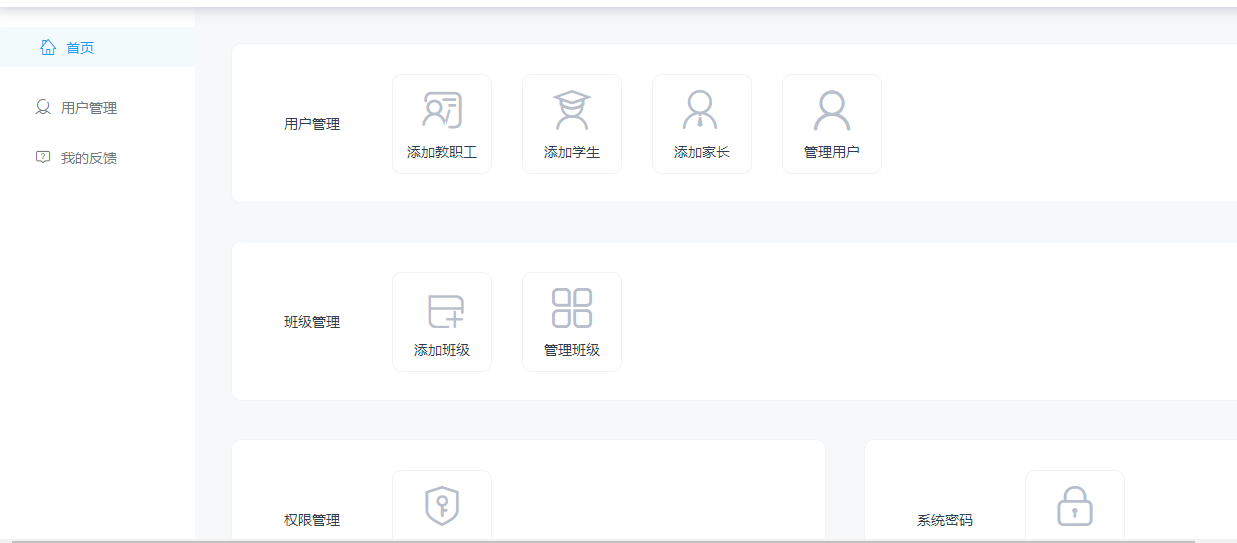 首页
用户管理
我的反馈
用户管理
添加教职工
添加学生
添加家长
管理用户
班级管理
添加班级
管理班级
权限管理
系统密码